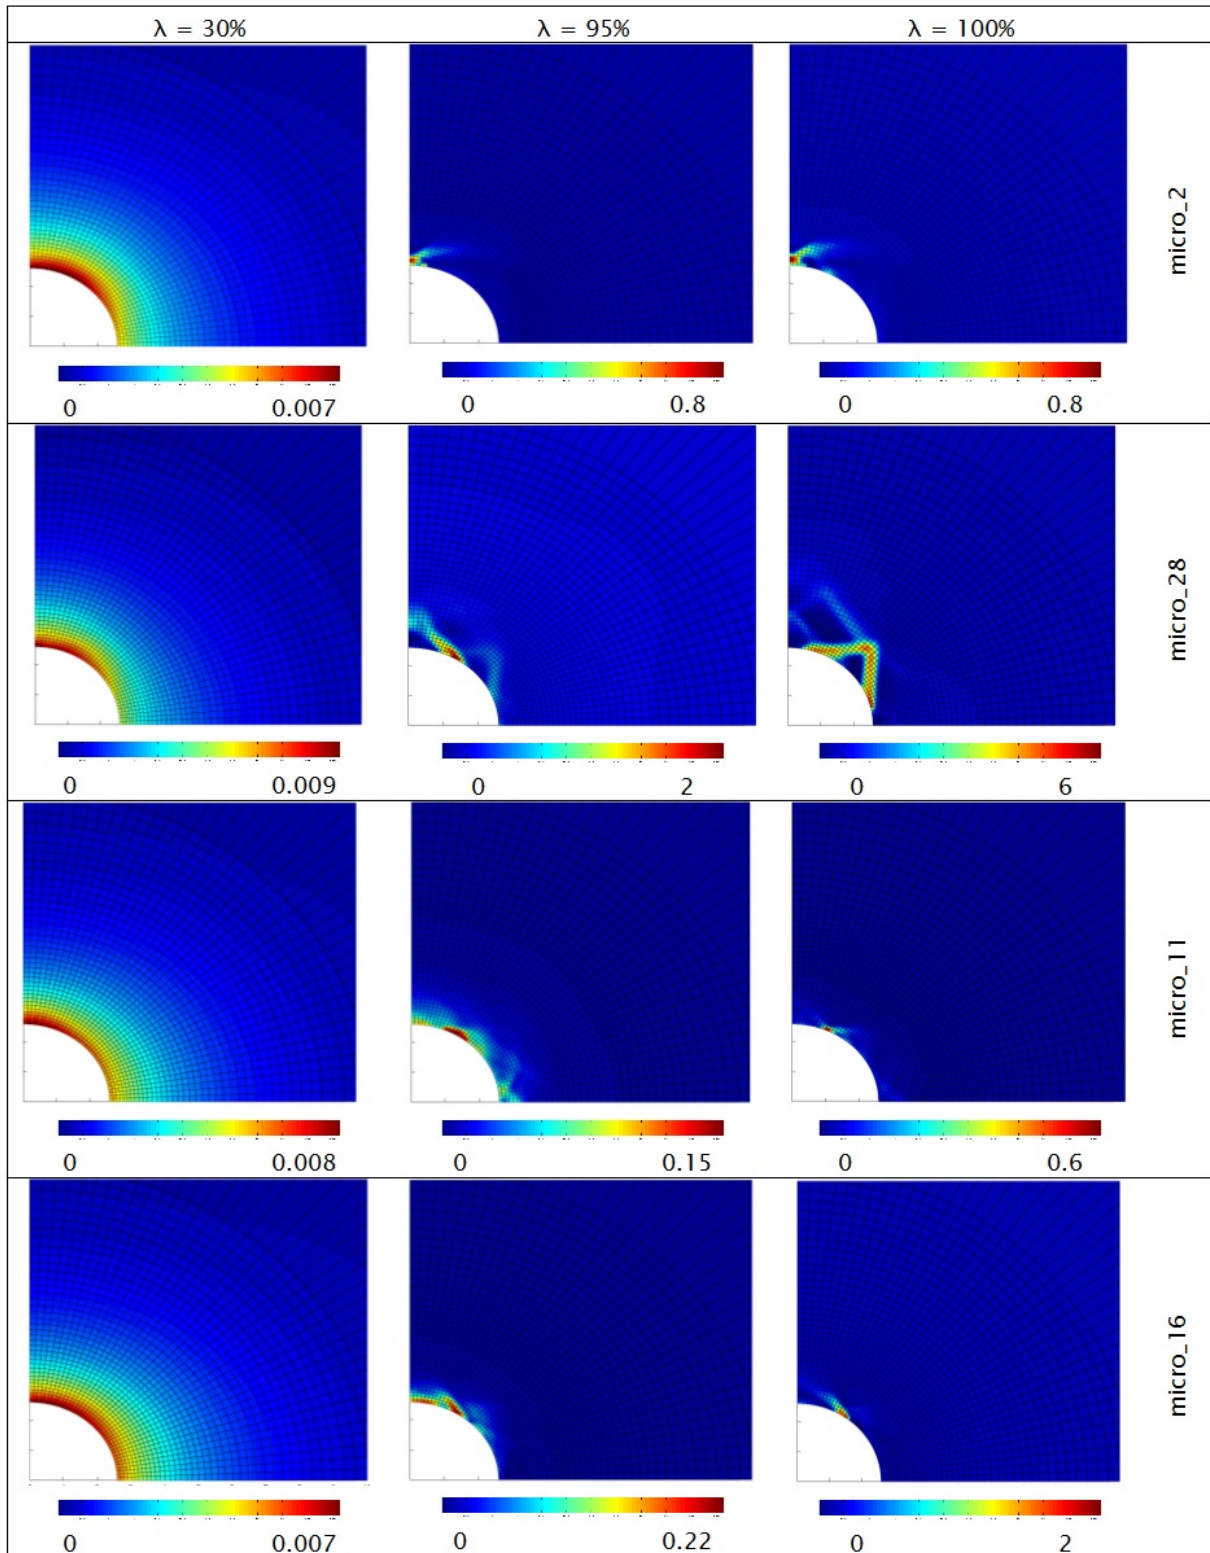 λ = 30% λ = 95% λ = 100%
micro_2
0 0.007 0 0.8 0 0.8
micro_28
0 0.009 0 2 0 6
micro_11
0 0.008 0 0.15 0 0.6
micro_16
0 0.007 0 0.22 0 2